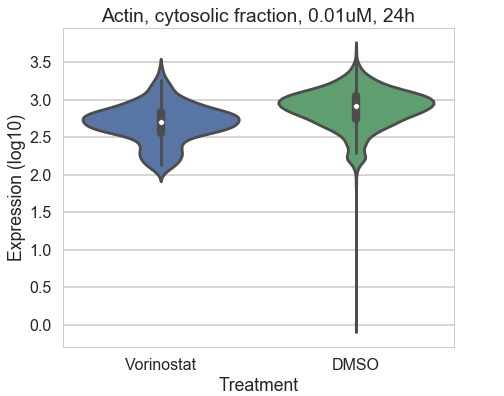 Actin, cytosolic fraction, 0.01uM, 24h
Expression (log10)
3.5
3.0
2.5
2.0
1.5
1.0
0.5
0.0
Vorinostat
DMSO
Treatment